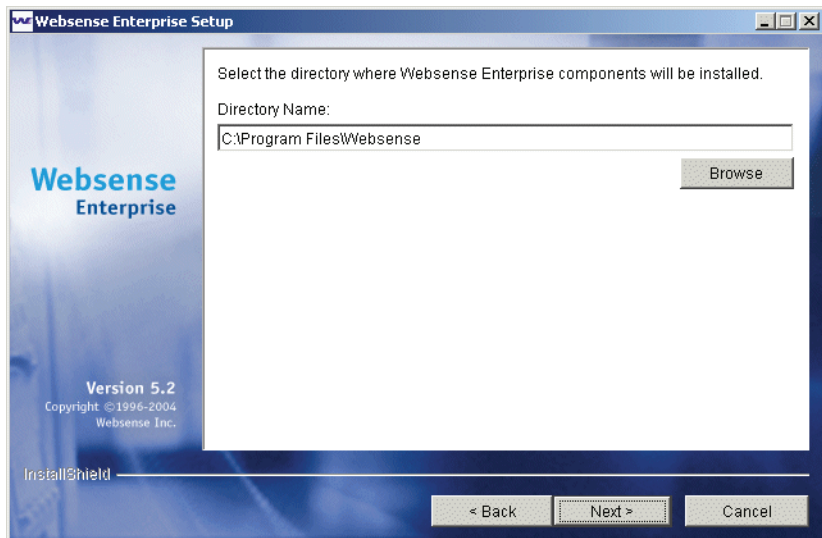 Websense Enterprise Setup
Select the directory where Websense Enterprise components will be installed.
Directory Name:
C:\Program Files\Websense
Browse
Websense
Enterprise
Version 5.2
Copyright ©1996-2004
Websense Inc.
InstallShield
< Back
Next >
Cancel